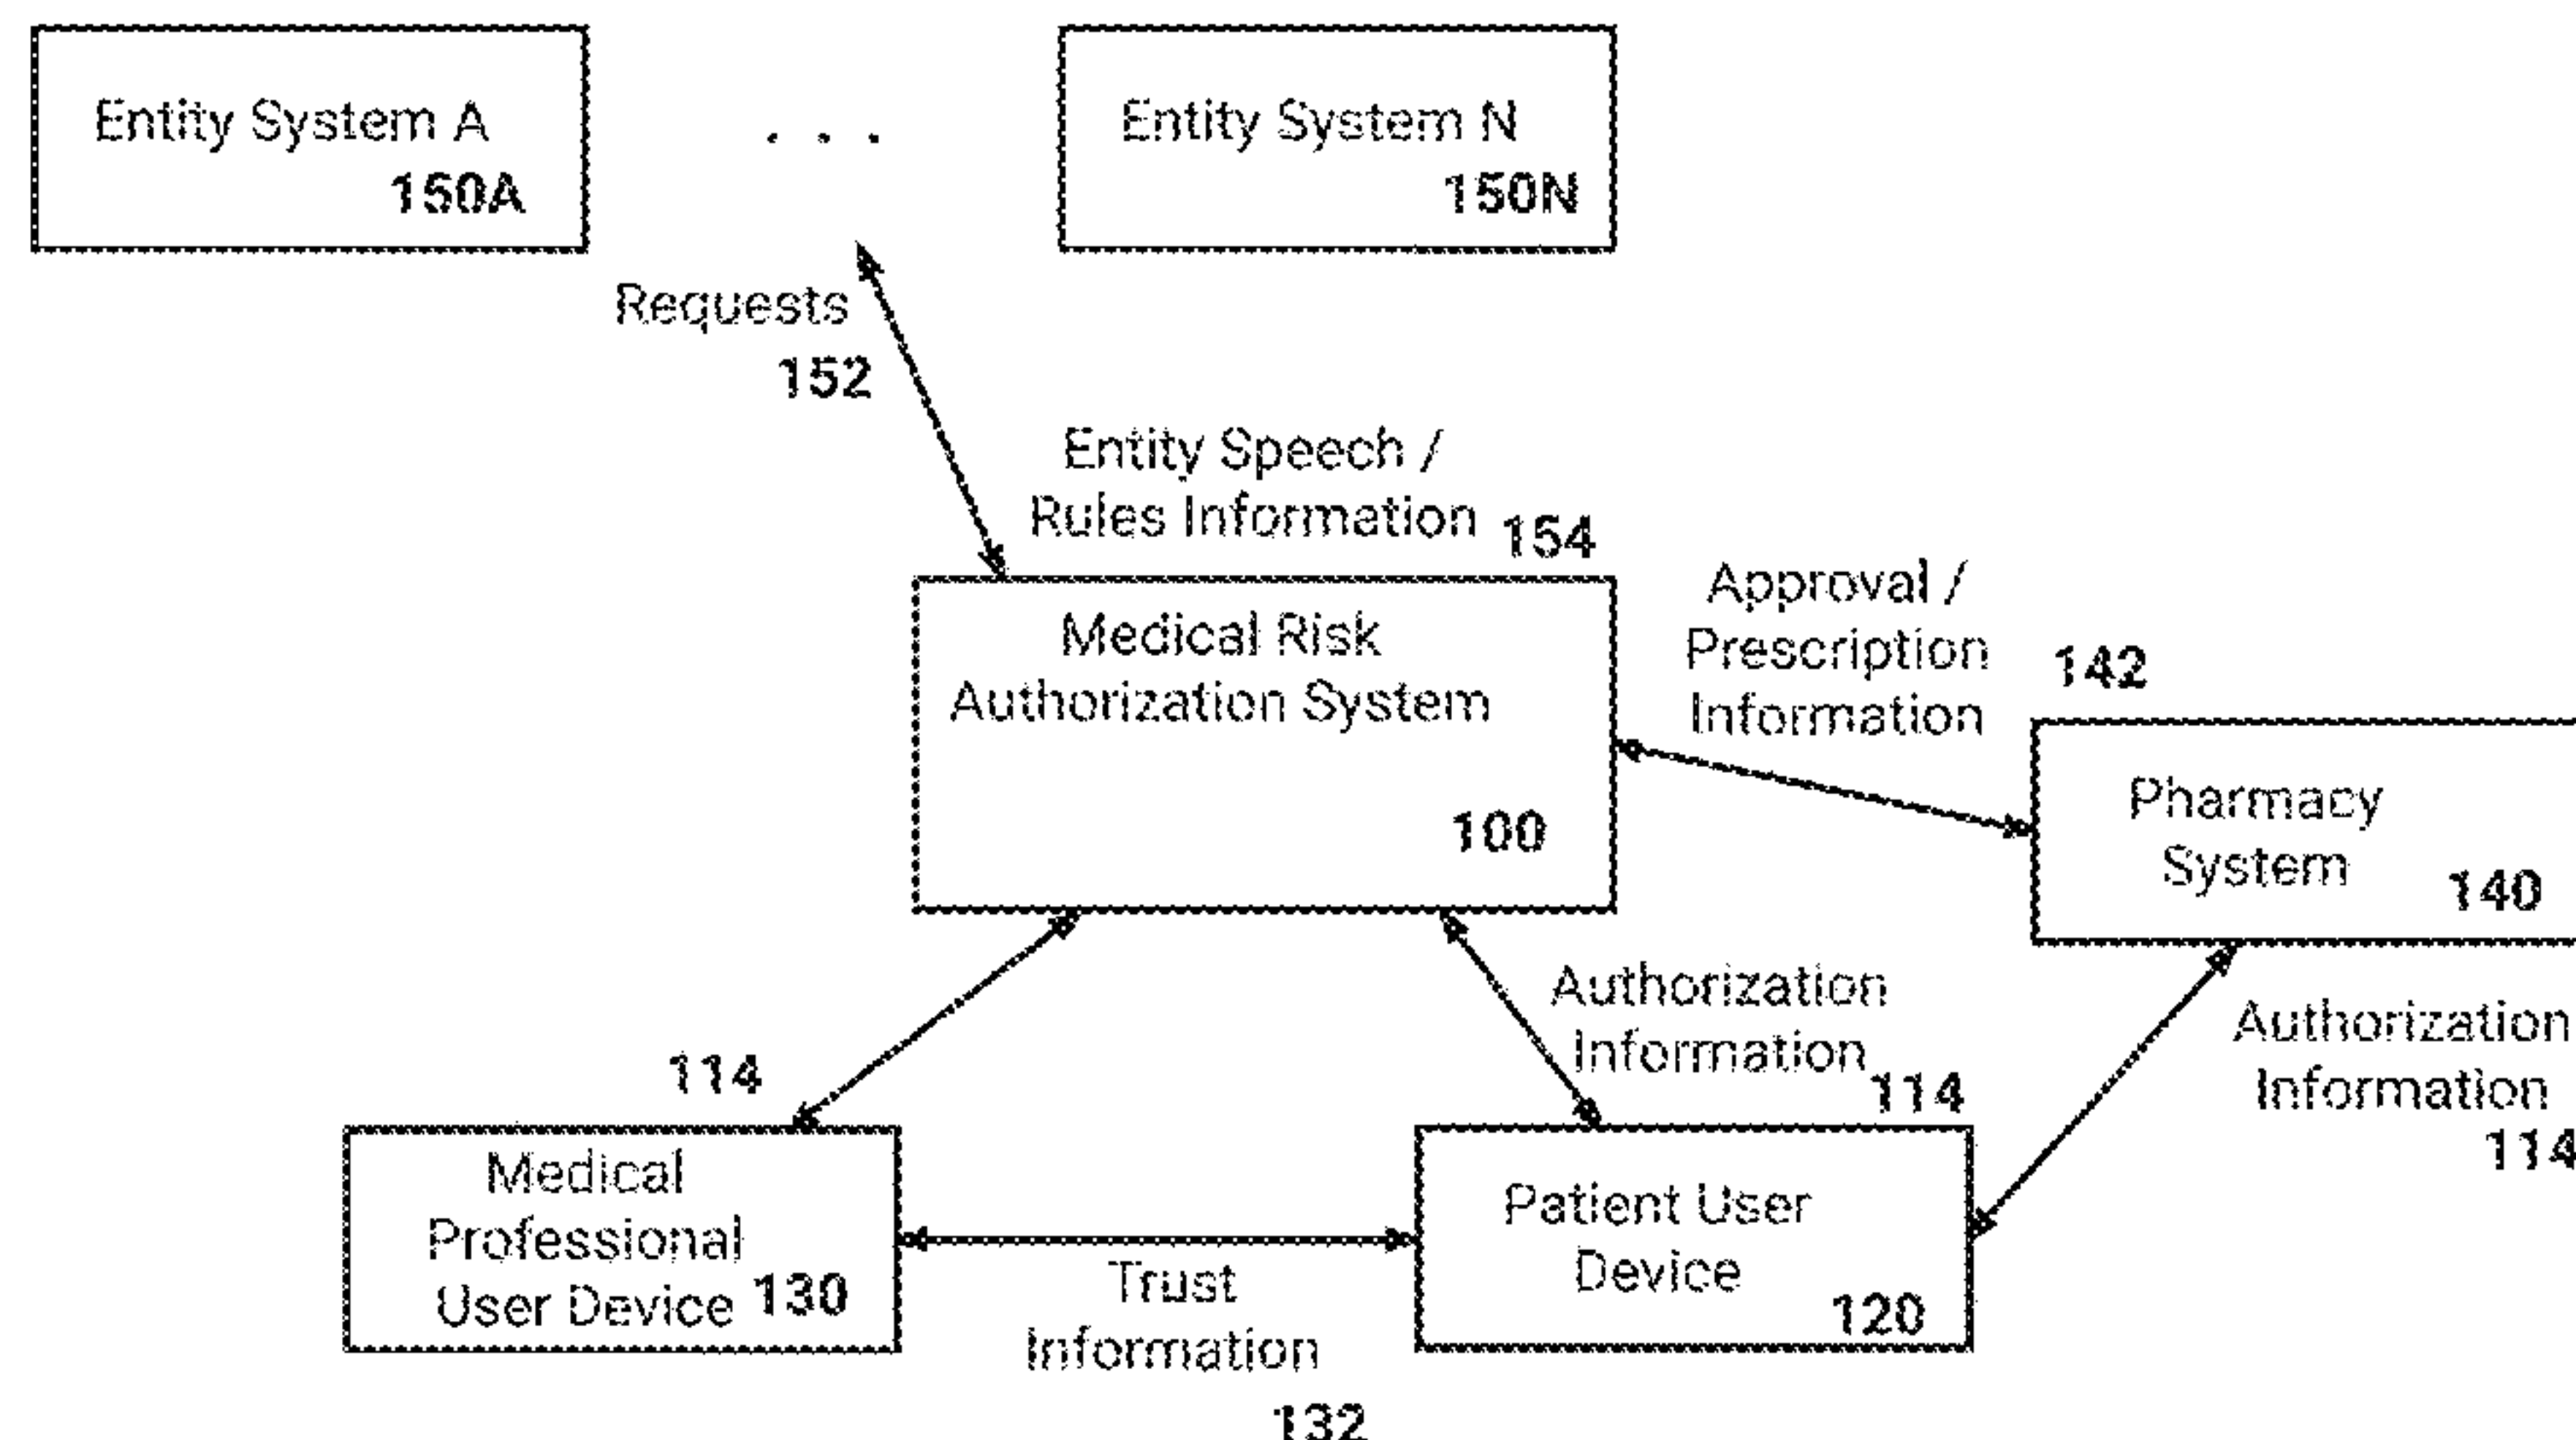 Entity System A
150A
. . .
Entity System N
150N
Requests
152
Entity Speech /
Rules Information 154
Medical Risk
Authorization System
100
Approval /
Prescription
Information
142
Pharmacy
System
140
Authorization
Information
114
Authorization
Information
114
114
Medical
Professional
User Device 130
Trust
Information
132
Patient User
Device
120